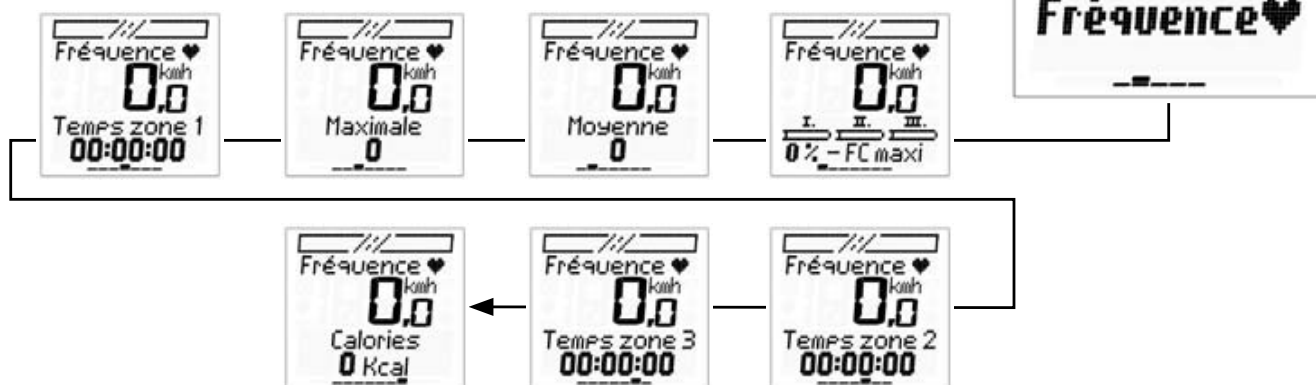 Fréquence♥
Fréquence ♥
0,0 kmh
Temps zone 1
00:00:00
Fréquence ♥
0,0 kmh
Maximale
0
Fréquence ♥
0,0 kmh
Moyenne
0
Fréquence ♥
0,0 kmh
I. II. III.
0 % - FC maxi
Fréquence ♥
0,0 kmh
Calories
0 Kcal
Fréquence ♥
0,0 kmh
Temps zone 3
00:00:00
Fréquence ♥
0,0 kmh
Temps zone 2
00:00:00